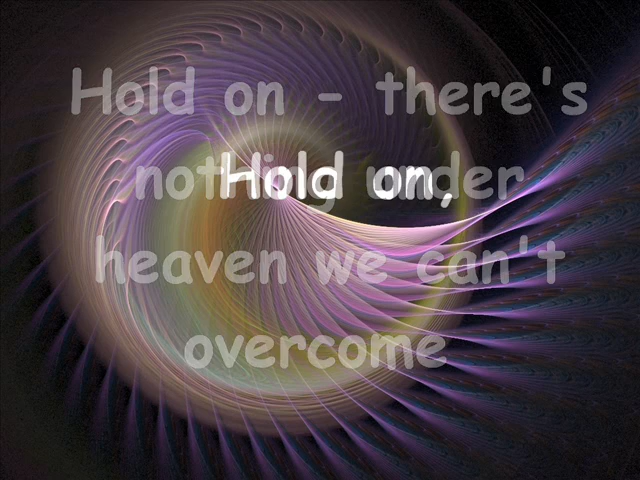 Hold on - there's
nothing under
Hold on,
heaven we can't
overcome